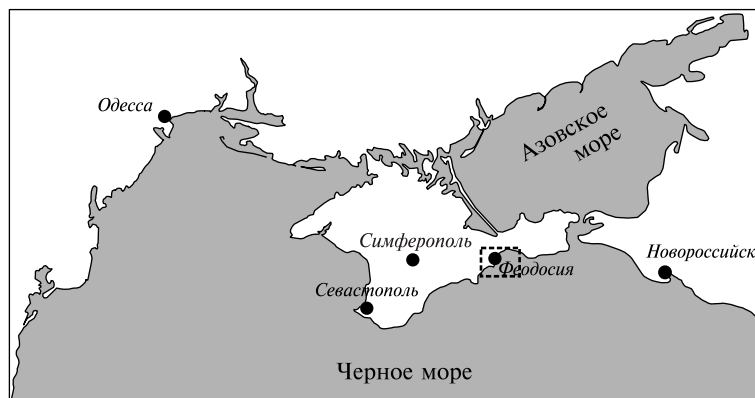 Одесса
Азовское
море
Симферополь
Новороссийск
Феодосия
Севастополь
Черное море